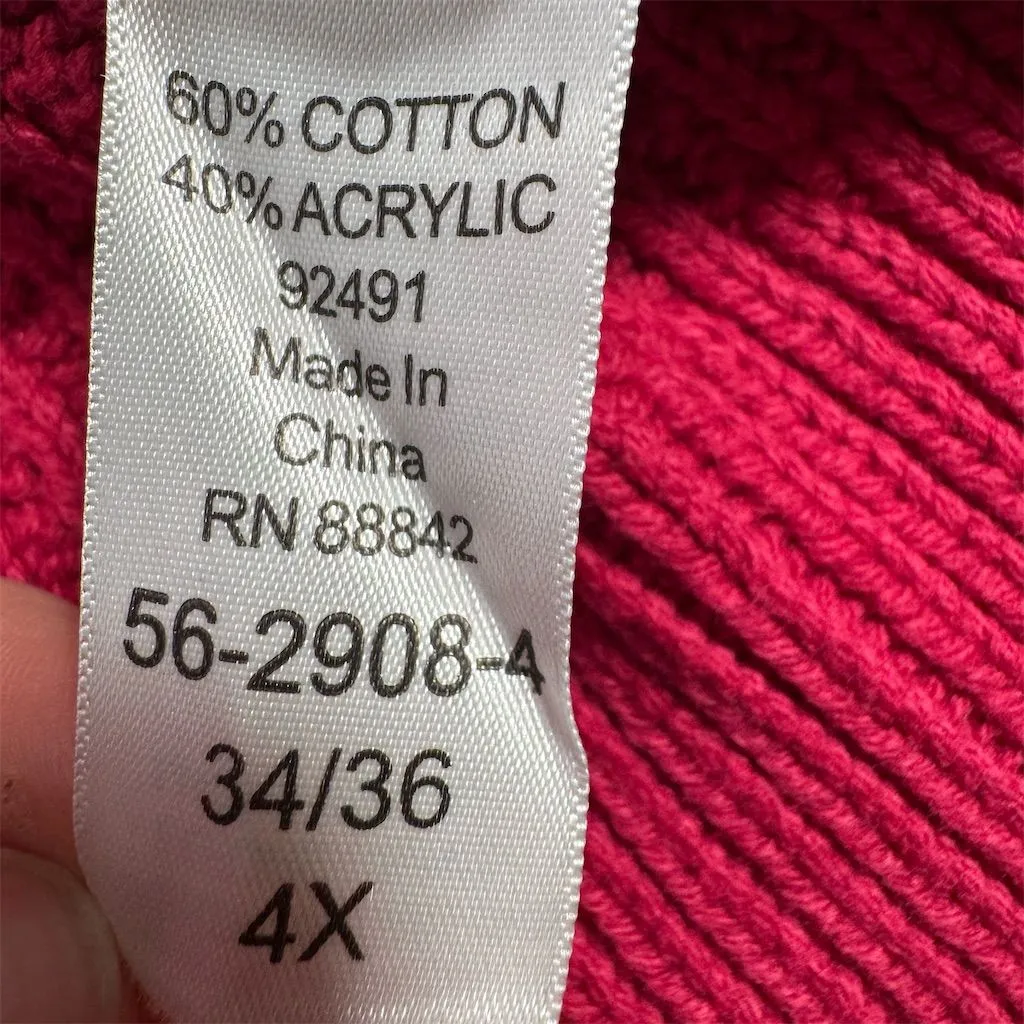 60% COTTON
40% ACRYLIC
92491
Made In
China
RN 88842
56-2908-4
34/36
4X